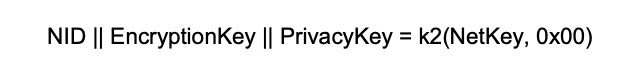 NID || EncryptionKey || PrivacyKey = k2(NetKey, 0x00)